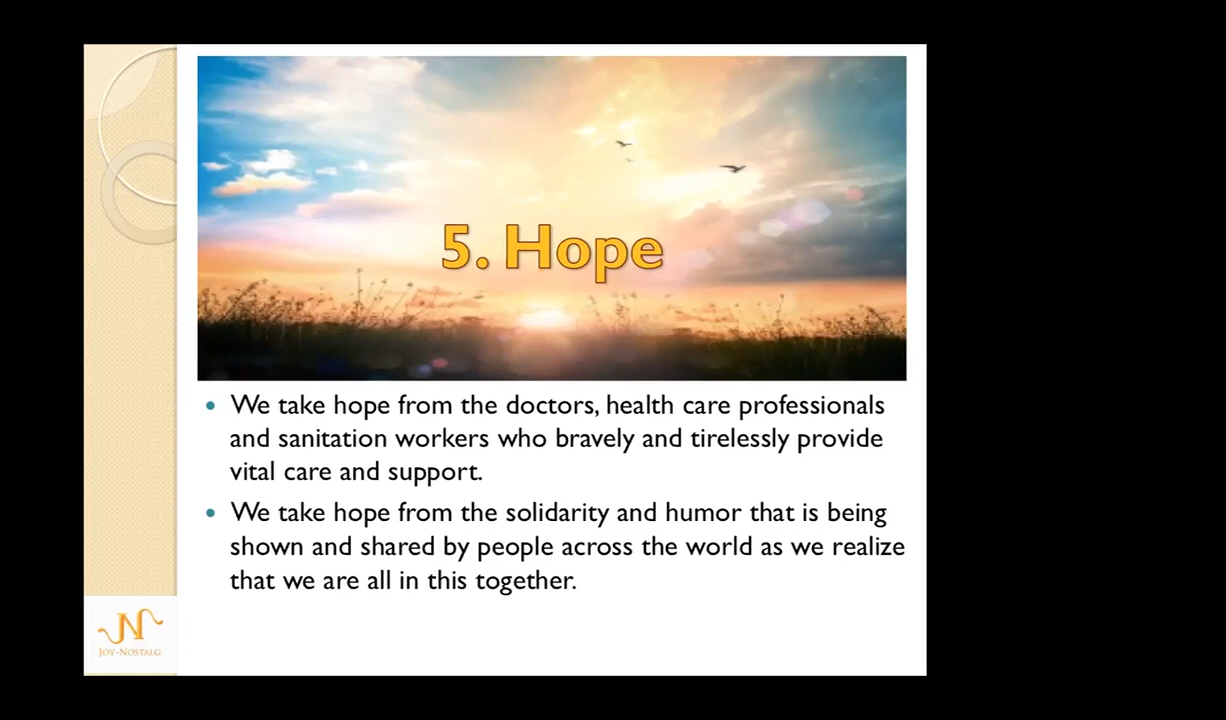 5. Hope
We take hope from the doctors, health care professionals
and sanitation workers who bravely and tirelessly provide
vital care and support.
We take hope from the solidarity and humor that is being
shown and shared by people across the world as we realize
that we are all in this together.
N
JOY-NOSTALG